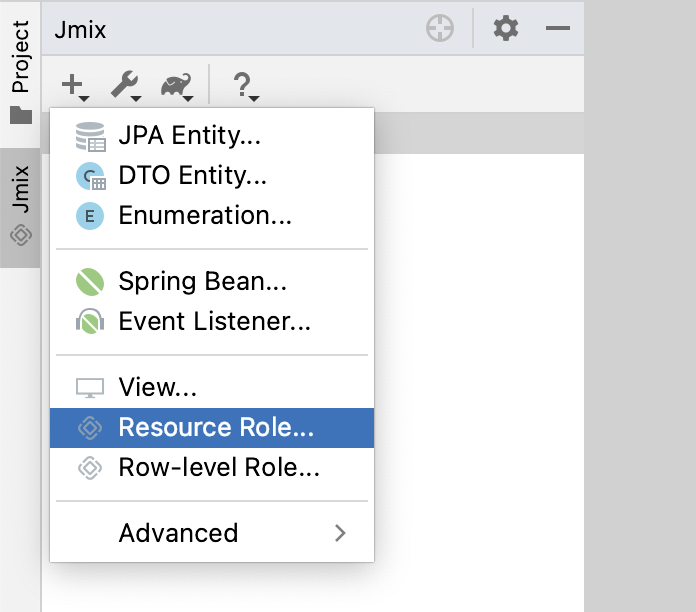 Project
Jmix
Jmix
JPA Entity...
DTO Entity...
Enumeration...
Spring Bean...
Event Listener...
View...
Resource Role...
Row-level Role...
Advanced